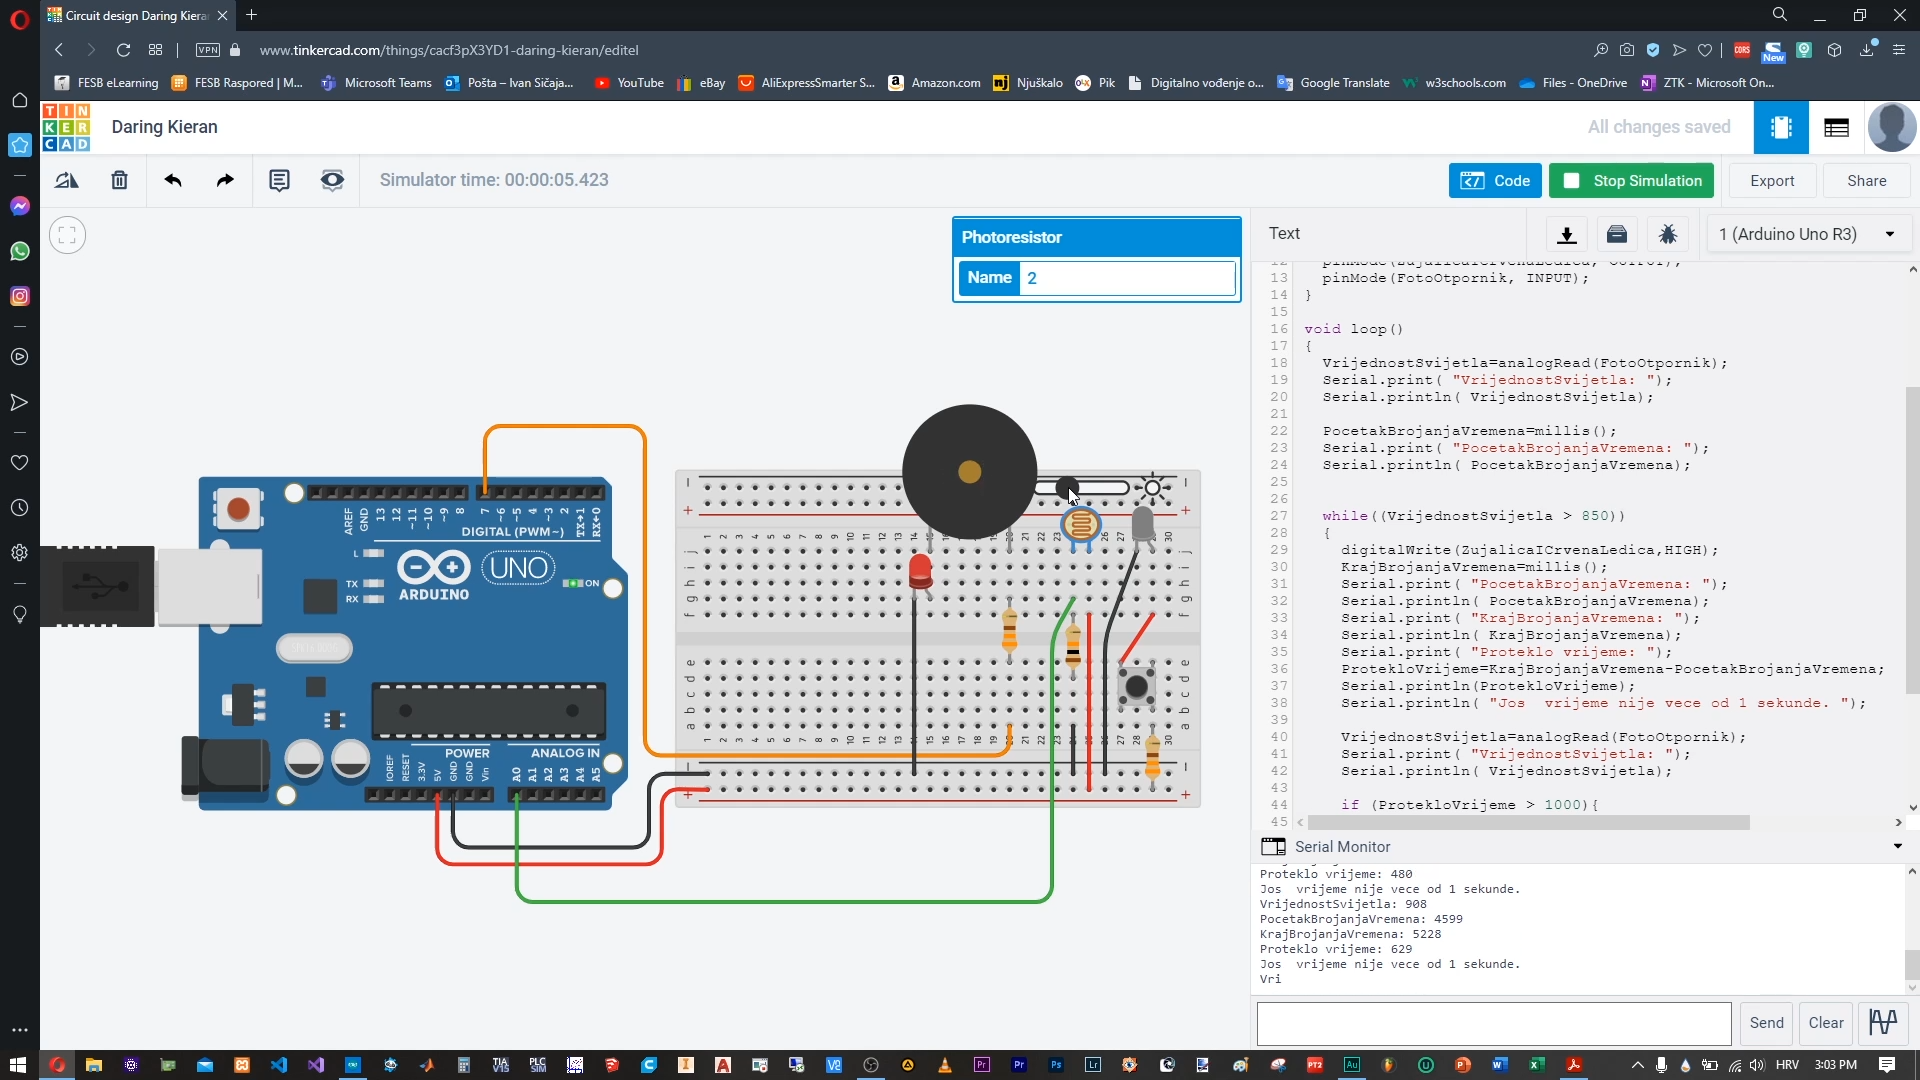 Circuit design Daring Kiera
www.tinkercad.com/things/cacf3pX3YD1-daring-kieran/editel
VPN
CORS
New
FESB eLearning
FESB Raspored | M...
Microsoft Teams
Pošta – Ivan Sičaja...
YouTube
eBay
AliExpressSmarter S...
Amazon.com
Njuškalo
Pik
Digitalno vođenje o...
Google Translate
w3schools.com
Files - OneDrive
ZTK - Microsoft On...
TIN
KER
CAD
Daring Kieran
All changes saved
Simulator time: 00:00:05.423
Code
Stop Simulation
Export
Share
Photoresistor
Name 2
Text
1 (Arduino Uno R3)
13 pinMode(FotoOtpornik, INPUT);
14 }
15
16 void loop()
17 {
18 VrijednostSvijetla=analogRead(FotoOtpornik);
19 Serial.print( "VrijednostSvijetla: ");
20 Serial.println( VrijednostSvijetla);
21
22 PocetakBrojanjaVremena=millis();
23 Serial.print( "PocetakBrojanjaVremena: ");
24 Serial.println( PocetakBrojanjaVremena);
25
26
27 while((VrijednostSvijetla > 850))
28 {
29 digitalWrite(ZujalicaICrvenaLedica,HIGH);
30 KrajBrojanjaVremena=millis();
31 Serial.print( "PocetakBrojanjaVremena: ");
32 Serial.println( PocetakBrojanjaVremena);
33 Serial.print( "KrajBrojanjaVremena: ");
34 Serial.println( KrajBrojanjaVremena);
35 Serial.print( "Proteklo vrijeme: ");
36 ProtekloVrijeme=KrajBrojanjaVremena-PocetakBrojanjaVremena;
37 Serial.println(ProtekloVrijeme);
38 Serial.println( "Jos  vrijeme nije vece od 1 sekunde. ");
39
40 VrijednostSvijetla=analogRead(FotoOtpornik);
41 Serial.print( "VrijednostSvijetla: ");
42 Serial.println( VrijednostSvijetla);
43
44 if (ProtekloVrijeme > 1000){
45
Serial Monitor
Proteklo vrijeme: 480
Jos  vrijeme nije vece od 1 sekunde.
VrijednostSvijetla: 908
PocetakBrojanjaVremena: 4599
KrajBrojanjaVremena: 5228
Proteklo vrijeme: 629
Jos  vrijeme nije vece od 1 sekunde.
Vri
Send
Clear
AREF
GND
13
12
~11
~10
~9
8
7
~6
~5
4
~3
2
TX→1
RX←0
DIGITAL (PWM~)
L
TX
RX
UNO
ARDUINO
ON
POWER
ANALOG IN
IOREF
RESET
3.3V
5V
GND
GND
Vin
A0
A1
A2
A3
A4
A5
HRV
3:03 PM